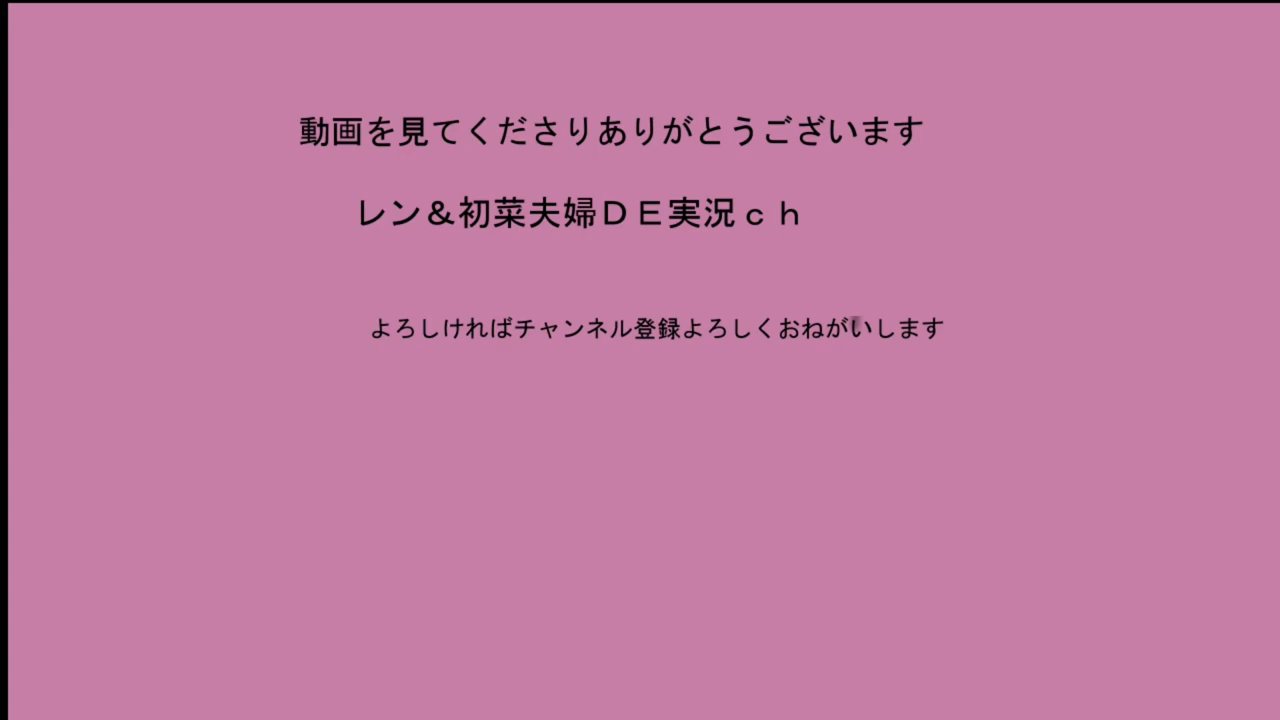 動画を見てくださりありがとうございます
レン＆初菜夫婦ＤＥ実況ｃｈ
よろしければチャンネル登録よろしくおねがいします